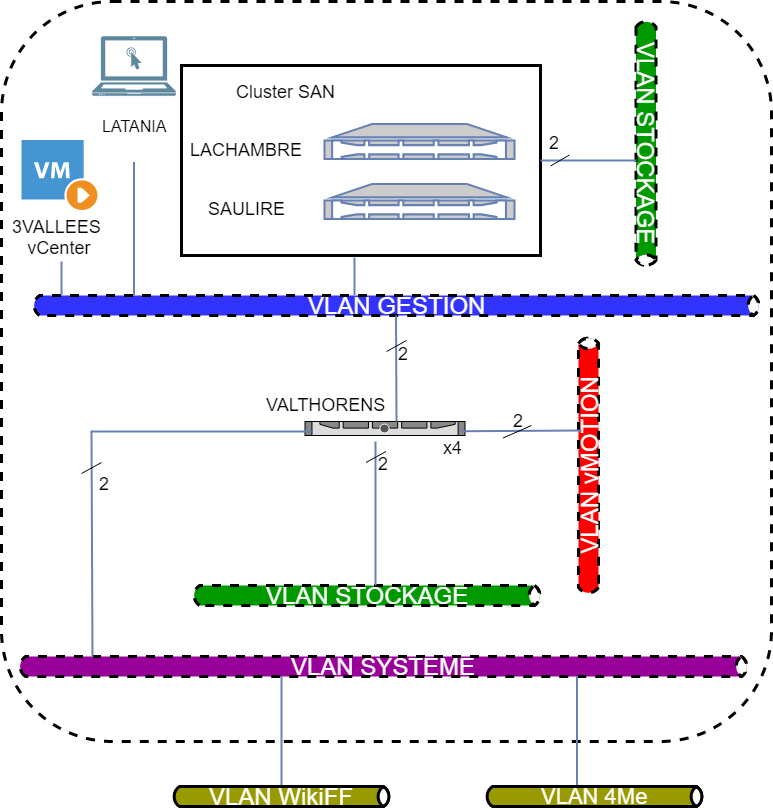 VLAN STOCKAGE
Cluster SAN
LATANIA
LACHAMBRE
2
VM
SAULIRE
3VALLEES
vCenter
VLAN GESTION
2
VALTHORENS
2
x4
VLAN vMOTION
2
2
VLAN STOCKAGE
VLAN SYSTEME
VLAN WikiFF
VLAN 4Me